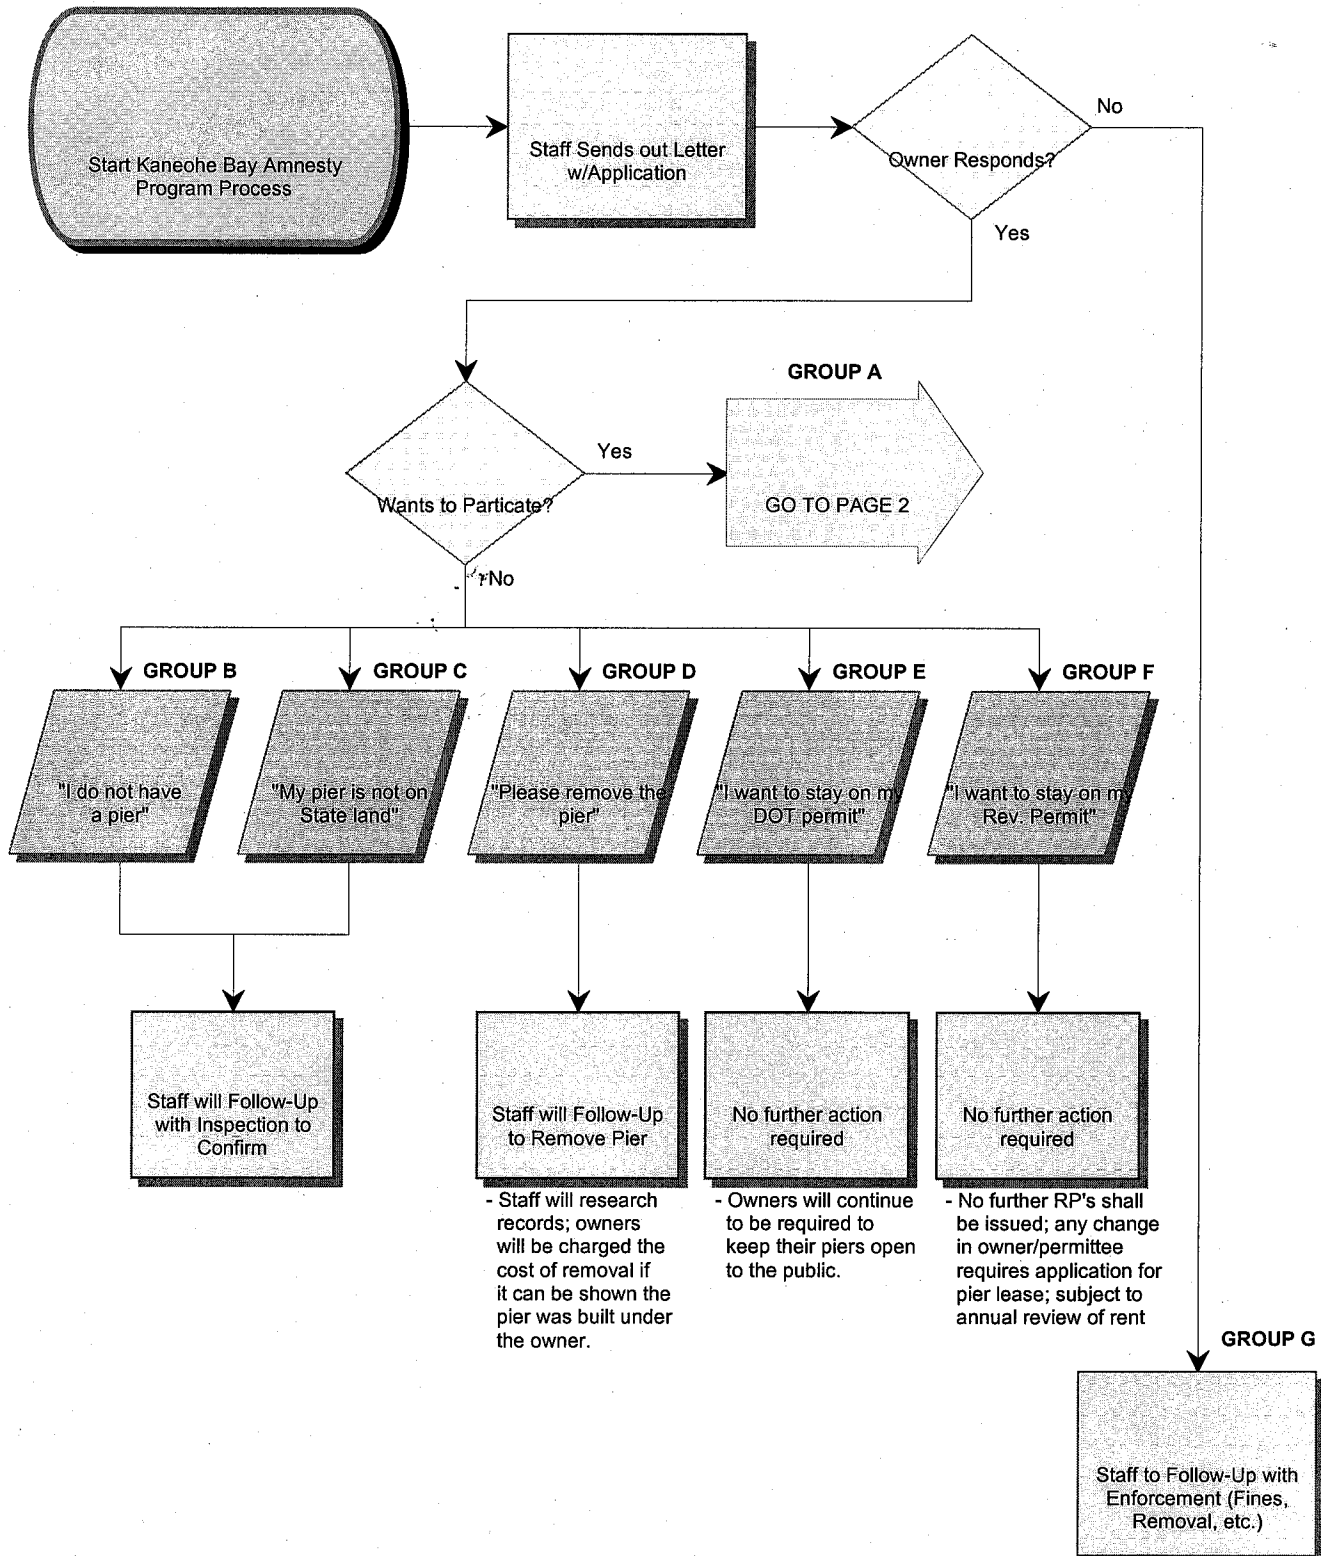 Start Kaneohe Bay Amnesty
Program Process
Staff Sends out Letter
w/Application
Owner Responds?
No
Yes
GROUP A
Wants to Particate?
Yes
GO TO PAGE 2
No
GROUP B
"I do not have
a pier"
GROUP C
"My pier is not on
State land"
GROUP D
"Please remove the
pier"
GROUP E
"I want to stay on my
DOT permit"
GROUP F
"I want to stay on my
Rev. Permit"
Staff will Follow-Up
with Inspection to
Confirm
Staff will Follow-Up
to Remove Pier
- Staff will research
records; owners
will be charged the
cost of removal if
it can be shown the
pier was built under
the owner.
No further action
required
- Owners will continue
to be required to
keep their piers open
to the public.
No further action
required
- No further RP's shall
be issued; any change
in owner/permittee
requires application for
pier lease; subject to
annual review of rent
GROUP G
Staff to Follow-Up with
Enforcement (Fines,
Removal, etc.)